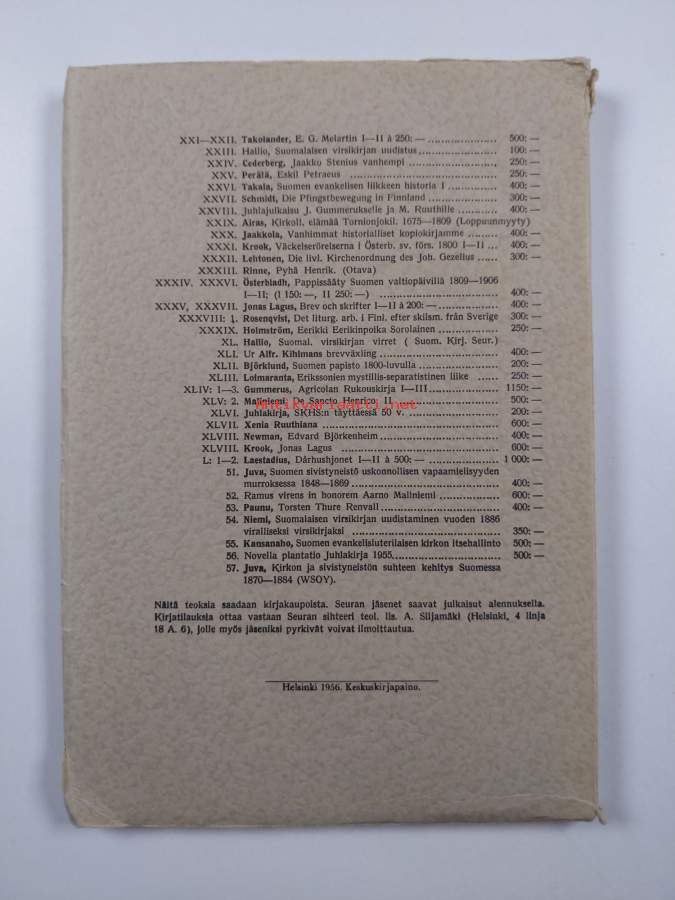 XXI—XXII. Takolander, E. G. Melartin I—II à 250: — .................... 500: —
XXIII. Hallio, Suomalaisen virsikirjan uudistus ....................... 100: —
XXIV. Cederberg, Jaakko Stenius vanhempi ......................... 250: —
XXV. Perälä, Eskil Petraeus .................................... 250: —
XXVI. Takala, Suomen evankelisen liikkeen historia I ............... 400: —
XXVII. Schmidt, Die Pfingstbewegung in Finnland .................... 300: —
XXVIII. Juhlajulkaisu J. Gummerukselle ja M. Ruuthille ............. 400: —
XXIX. Airas, Kirkoll. elämää Tornionjokil. 1675—1809 (Loppuunmyyty)
XXX. Jaakkola, Vanhimmat historialliset kopiokirjamme ............. 400: —
XXXI. Krook, Väckelserörelserna i Österb. sv. förs. 1800 I—II ... 400: —
XXXII. Lehtonen, Die livl. Kirchenordnung des Joh. Gezelius ...... 300: —
XXXIII. Rinne, Pyhä Henrik. (Otava)
XXXIV. XXXVI. Österbladh, Pappissääty Suomen valtiopäivillä 1809—1906
I—II; (I 150: —, II 250: —) .................................. 400: —
XXXV, XXXVII. Jonas Lagus, Brev och skrifter I—II à 200: — ............ 400: —
XXXVIII: 1. Rosenqvist, Det liturg. arb. i Finl. efter skilsm. från Sverige 300: —
XXXIX. Holmström, Eerikki Eerikinpoika Sorolainen ................ 250: —
XL. Hallio, Suomal. virsikirjan virret ( Suom. Kirj. Seur.)
XLI. Ur Alfr. Kihlmans brevväxling ........................... 400: —
XLII. Björklund, Suomen papisto 1800-luvulla ..................... 200: —
XLIII. Loimaranta, Erikssonien mystillis-separatistinen liike ...... 250: —
XLIV: 1—3. Gummerus, Agricolan Rukouskirja I—III.................. 1150: —
XLV: 2. Maliniemi, De Sancto Henrico II .......................... 500: —
Antikvariaatti.net
XLVI. Juhlakirja, SKHS:n täyttäessä 50 v. ........................ 200: —
XLVII. Xenia Ruuthiana .......................................... 600: —
XLVIII. Newman, Edvard Björkenheim .............................. 400: —
XLVIII. Krook, Jonas Lagus ....................................... 600: —
L: 1—2. Laestadius, Dårhushjonet I—II à 500: — .................... 1 000: —
51. Juva, Suomen sivistyneistö uskonnollisen vapaamielisyyden
murroksessa 1848—1869 ................................... 400: —
52. Ramus virens in honorem Aarno Maliniemi ................. 600: —
53. Paunu, Torsten Thure Renvall ............................ 400: —
54. Niemi, Suomalaisen virsikirjan uudistaminen vuoden 1886
viralliseksi virsikirjaksi ................................ 350: —
55. Kansanaho, Suomen evankelisluterilaisen kirkon itsehallinto 500: —
56. Novella plantatio Juhlakirja 1955........................... 500: —
57. Juva, Kirkon ja sivistyneistön suhteen kehitys Suomessa
1870—1884 (WSOY).
Näitä teoksia saadaan kirjakaupoista. Seuran jäsenet saavat julkaisut alennuksella.
Kirjatilauksia ottaa vastaan Seuran sihteeri teol. lis. A. Siljamäki (Helsinki, 4 linja
18 A. 6), jolle myös jäseniksi pyrkivät voivat ilmoittautua.
Helsinki 1956. Keskuskirjapaino.